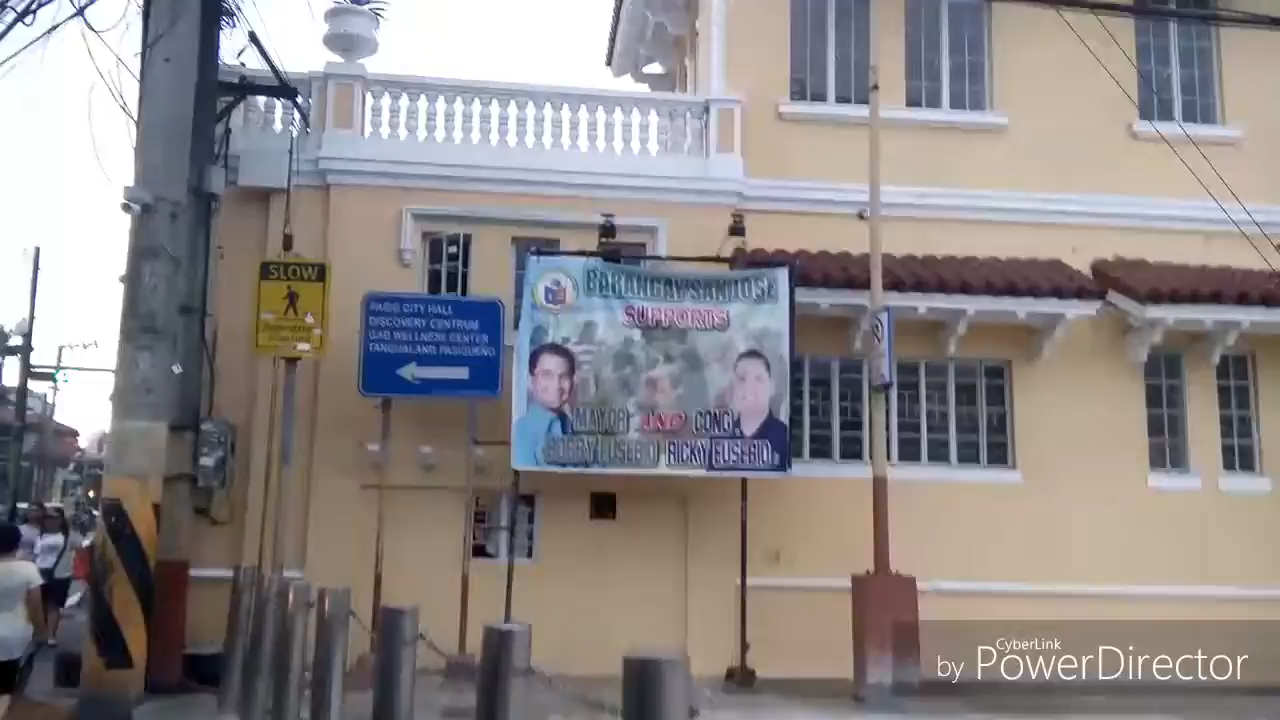 SLOW
PASIG CITY HALL
DISCOVERY CENTRUM
GAD WELLNESS CENTER
TANGHALANG PASIGUEÑO
BARANGAY SAN JOSE
SUPPORTS
MAYOR AND CONG.
BOBBY EUSEBIO RICKY EUSEBIO
CyberLink
by PowerDirector